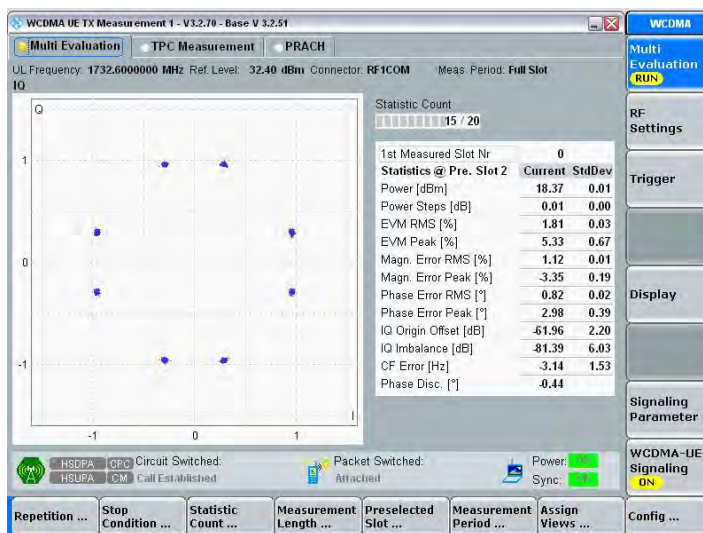 WCDMA UE TX Measurement 1 - V3.2.70 - Base V 3.2.51
WCDMA
Multi Evaluation
TPC Measurement
PRACH
UL Frequency: 1732.6000000 MHz Ref. Level: 32.40 dBm Connector: RF1COM Meas. Period: Full Slot
IQ
Q
1
0
-1
-1 0 1
I
Statistic Count
15 / 20
1st Measured Slot Nr 0
Statistics @ Pre. Slot 2 Current StdDev
Power [dBm] 18.37 0.01
Power Steps [dB] 0.01 0.00
EVM RMS [%] 1.81 0.03
EVM Peak [%] 5.33 0.67
Magn. Error RMS [%] 1.12 0.01
Magn. Error Peak [%] -3.35 0.19
Phase Error RMS [°] 0.82 0.02
Phase Error Peak [°] 2.98 0.39
IQ Origin Offset [dB] -61.96 2.20
IQ Imbalance [dB] -81.39 6.03
CF Error [Hz] -3.14 1.53
Phase Disc. [°] -0.44
Multi
Evaluation
RUN
RF
Settings
Trigger
Display
Signaling
Parameter
WCDMA-UE
Signaling
ON
HSDPA CPC Circuit Switched: Packet Switched: Power:
HSUPA CM Call Established Attached Sync:
Repetition ...
Stop
Condition ...
Statistic
Count ...
Measurement
Length ...
Preselected
Slot ...
Measurement
Period ...
Assign
Views ...
Config ...